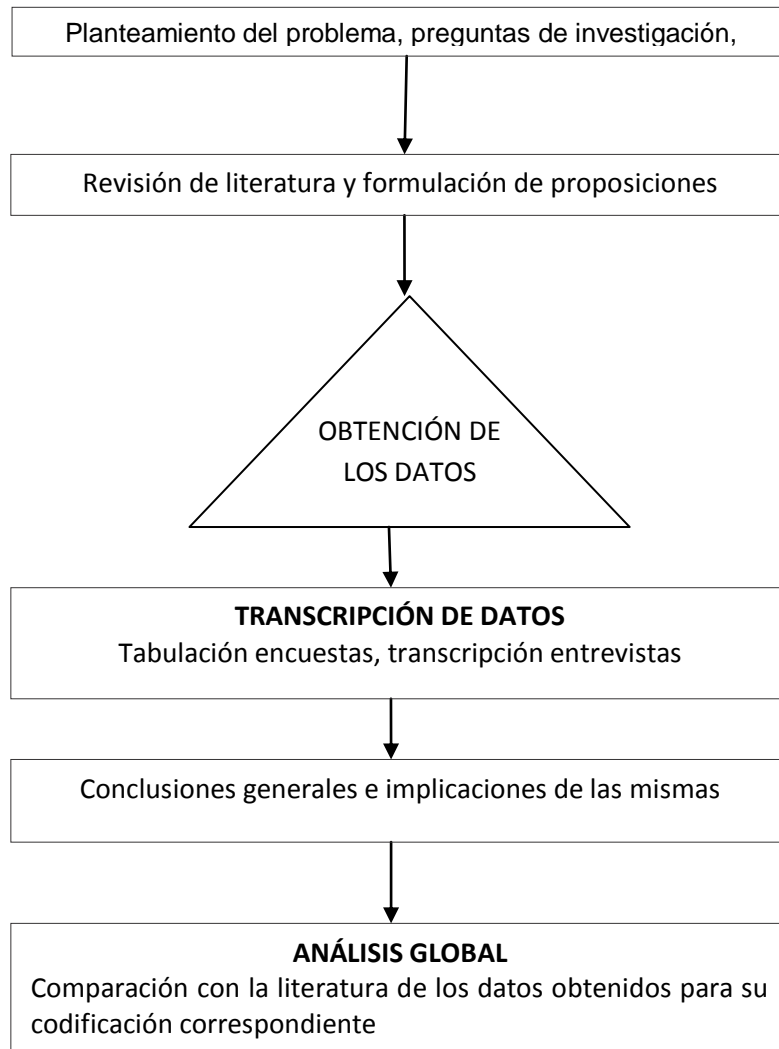 Planteamiento del problema, preguntas de investigación,
Revisión de literatura y formulación de proposiciones
OBTENCIÓN DE
LOS DATOS
TRANSCRIPCIÓN DE DATOS
Tabulación encuestas, transcripción entrevistas
Conclusiones generales e implicaciones de las mismas
ANÁLISIS GLOBAL
Comparación con la literatura de los datos obtenidos para su
codificación correspondiente